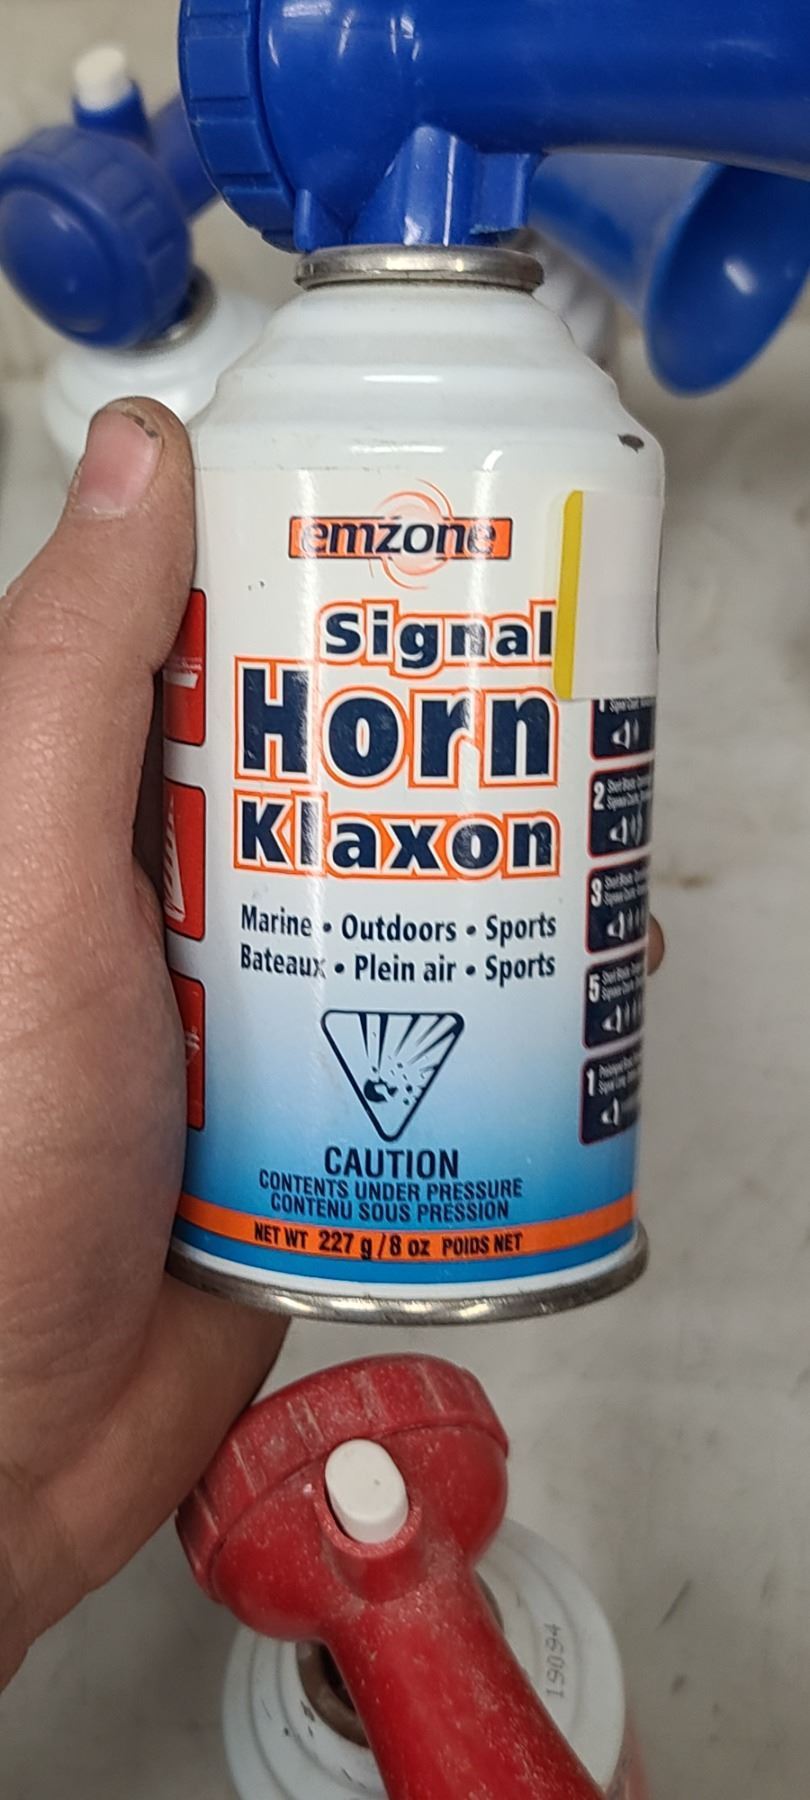 emzone
Signal
Horn
Klaxon
Marine • Outdoors • Sports
Bateaux • Plein air • Sports
CAUTION
CONTENTS UNDER PRESSURE
CONTENU SOUS PRESSION
NET WT 227 g / 8 oz POIDS NET
2
3
5
1
19094